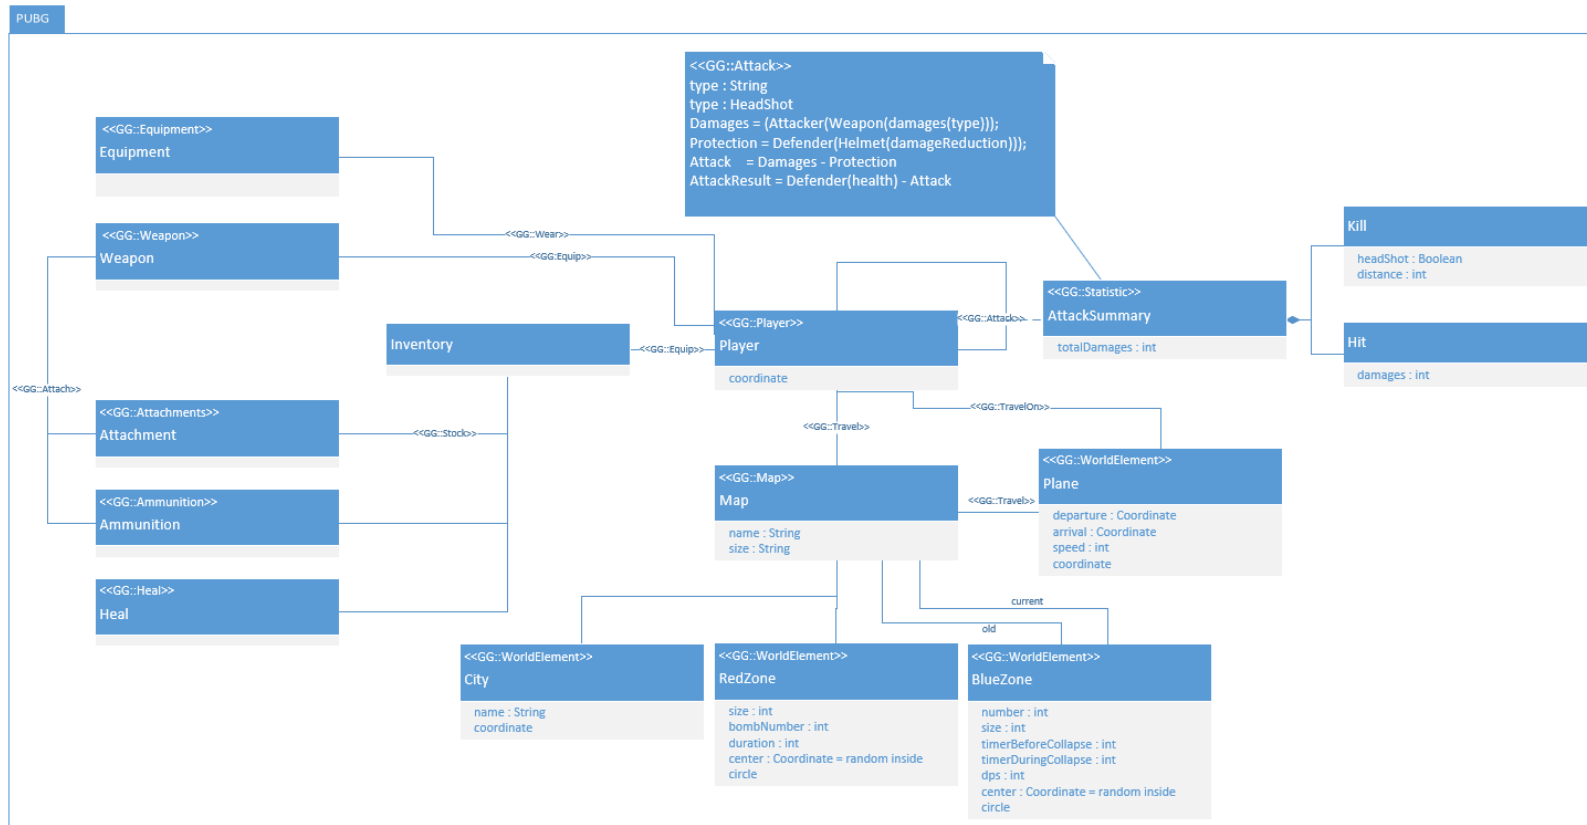 PUBG
<<GG::Attack>>
type : String
type : HeadShot
Damages = (Attacker(Weapon(damages(type)));
Protection = Defender(Helmet(damageReduction)));
Attack = Damages - Protection
AttackResult = Defender(health) - Attack
<<GG::Equipment>>
Equipment
<<GG::Weapon>>
Weapon
<<GG::Wear>>
<<GG:Equip>>
Kill
headShot : Boolean
distance : int
<<GG::Statistic>>
AttackSummary
totalDamages : int
<<GG::Attack>>
<<GG::Player>>
Player
coordinate
Inventory
<<GG::Equip>>
Hit
damages : int
<<GG::Attach>>
<<GG::Attachments>>
Attachment
<<GG::Stock>>
<<GG::TravelOn>>
<<GG::Travel>>
<<GG::Ammunition>>
Ammunition
<<GG::Map>>
Map
name : String
size : String
<<GG::Travel>>
<<GG::WorldElement>>
Plane
departure : Coordinate
arrival : Coordinate
speed : int
coordinate
<<GG::Heal>>
Heal
current
old
<<GG::WorldElement>>
City
name : String
coordinate
<<GG::WorldElement>>
RedZone
size : int
bombNumber : int
duration : int
center : Coordinate = random inside
circle
<<GG::WorldElement>>
BlueZone
number : int
size : int
timerBeforeCollapse : int
timerDuringCollapse : int
dps : int
center : Coordinate = random inside
circle